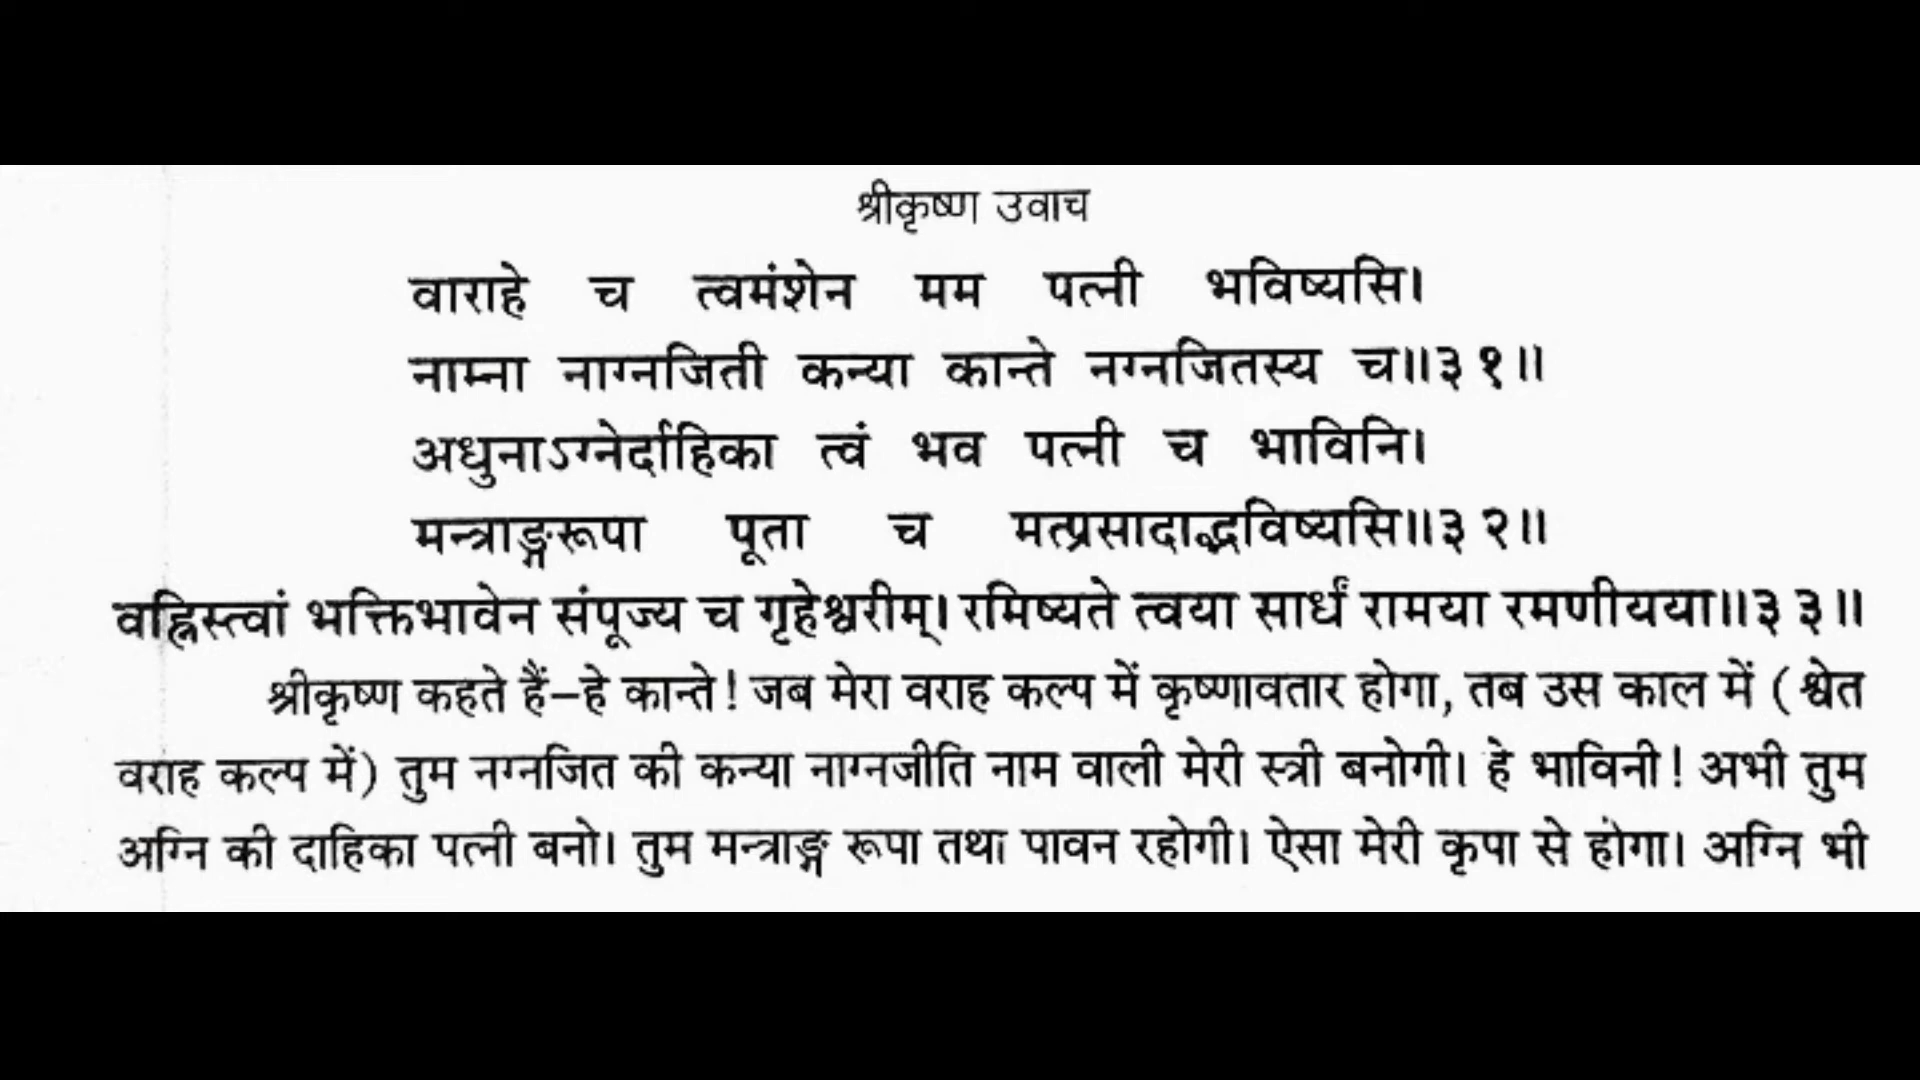 श्रीकृष्ण उवाच
वाराहे च त्वमंशेन मम पत्नी भविष्यसि।
नाम्ना नाग्नजिती कन्या कान्ते नग्नजितस्य च॥३१॥
अधुनाऽग्नेर्दाहिका त्वं भव पत्नी च भाविनि।
मन्त्राङ्गरूपा पूता च मत्प्रसादाद्भविष्यसि॥३२॥
वह्निस्त्वां भक्तिभावेन संपूज्य च गृहेश्वरीम्। रमिष्यते त्वया सार्धं रामया रमणीयया॥३३॥
श्रीकृष्ण कहते हैं–हे कान्ते! जब मेरा वराह कल्प में कृष्णावतार होगा, तब उस काल में (श्वेत
वराह कल्प में) तुम नग्नजित की कन्या नाग्नजीति नाम वाली मेरी स्त्री बनोगी। हे भाविनी! अभी तुम
अग्नि की दाहिका पत्नी बनो। तुम मन्त्राङ्ग रूपा तथा पावन रहोगी। ऐसा मेरी कृपा से होगा। अग्नि भी